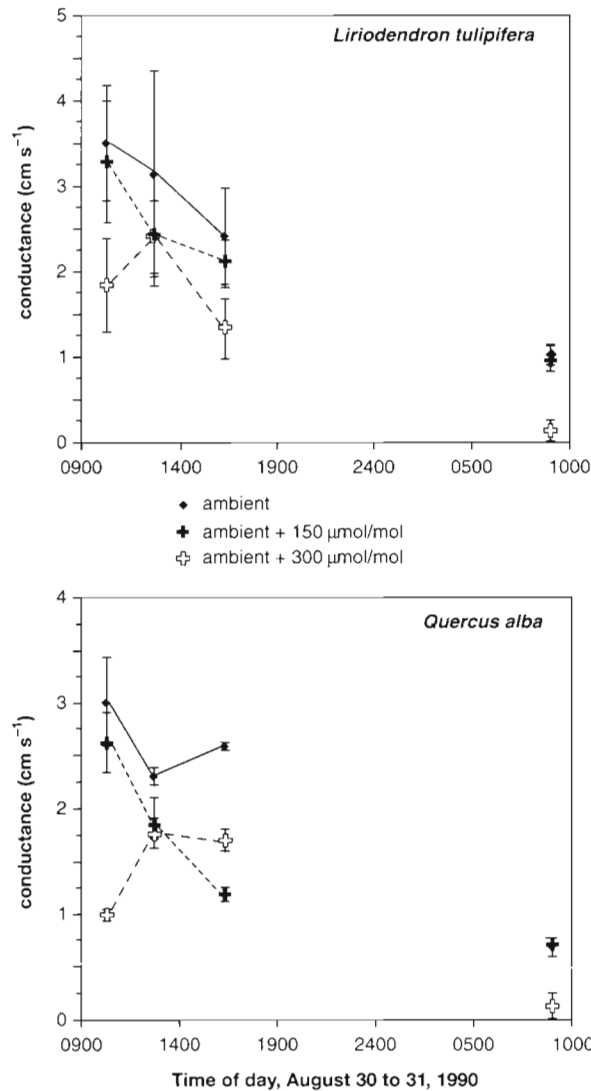 Liriodendron tulipifera
5
4
3
2
1
0
conductance (cm s⁻¹)
0900 1400 1900 2400 0500 1000
ambient
ambient + 150 µmol/mol
ambient + 300 µmol/mol
Quercus alba
4
3
2
1
0
conductance (cm s⁻¹)
0900 1400 1900 2400 0500 1000
Time of day, August 30 to 31, 1990